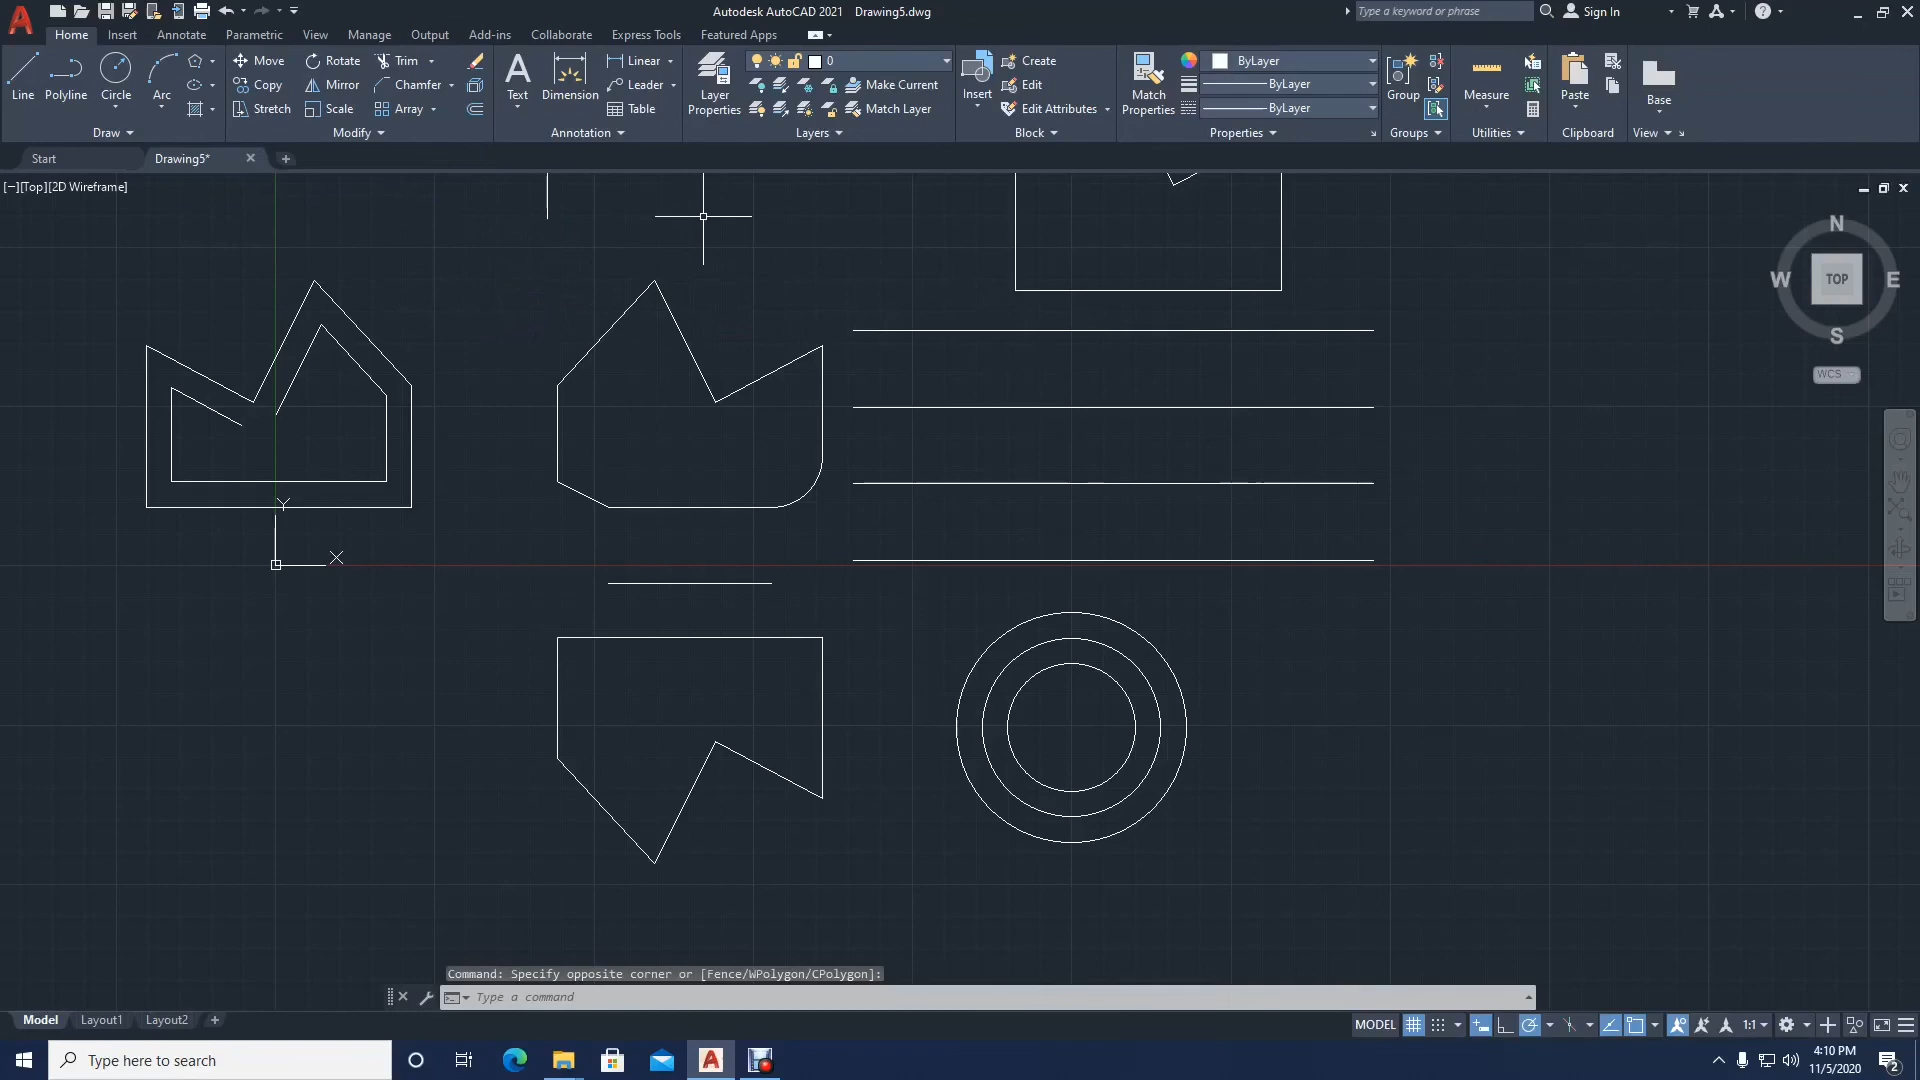 Autodesk AutoCAD 2021 Drawing5.dwg
Type a keyword or phrase
Sign In
Home Insert Annotate Parametric View Manage Output Add-ins Collaborate Express Tools Featured Apps
Line Polyline Circle Arc
Move Rotate Trim
Copy Mirror Chamfer
Stretch Scale Array
Text Dimension
Linear
Leader
Table
Layer Properties
0
Make Current
Match Layer
Insert
Create
Edit
Edit Attributes
Match Properties
ByLayer
ByLayer
ByLayer
Group
Measure
Paste
Base
Draw Modify Annotation Layers Block Properties Groups Utilities Clipboard View
Start Drawing5*
[−][Top][2D Wireframe]
N
W TOP E
S
WCS
Y
X
Command: Specify opposite corner or [Fence/WPolygon/CPolygon]:
Type a command
Model Layout1 Layout2
MODEL 1:1
Type here to search
4:10 PM
11/5/2020
2